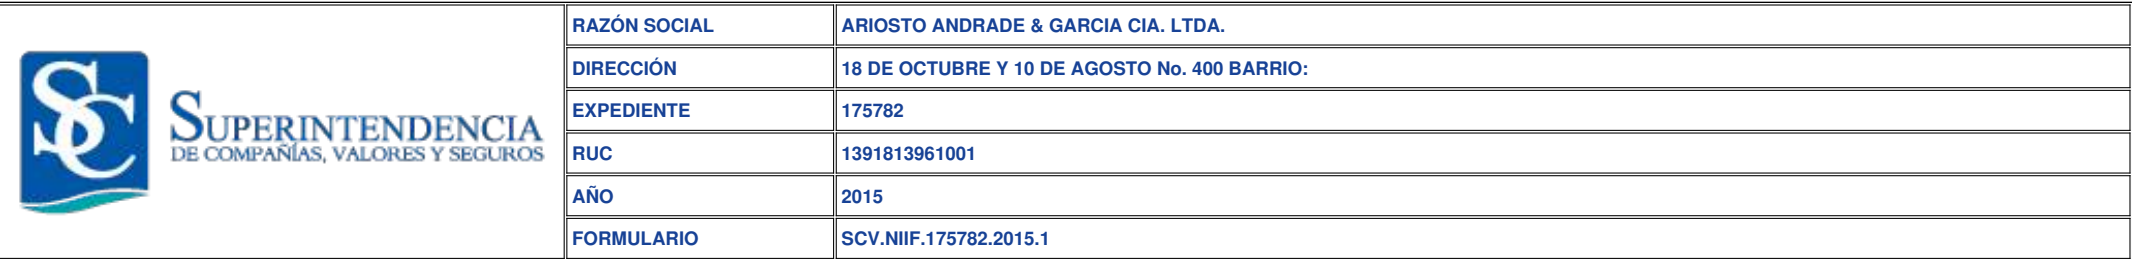 SC
SUPERINTENDENCIA
DE COMPAÑÍAS, VALORES Y SEGUROS
RAZÓN SOCIAL ARIOSTO ANDRADE & GARCIA CIA. LTDA.
DIRECCIÓN 18 DE OCTUBRE Y 10 DE AGOSTO No. 400 BARRIO:
EXPEDIENTE 175782
RUC 1391813961001
AÑO 2015
FORMULARIO SCV.NIIF.175782.2015.1